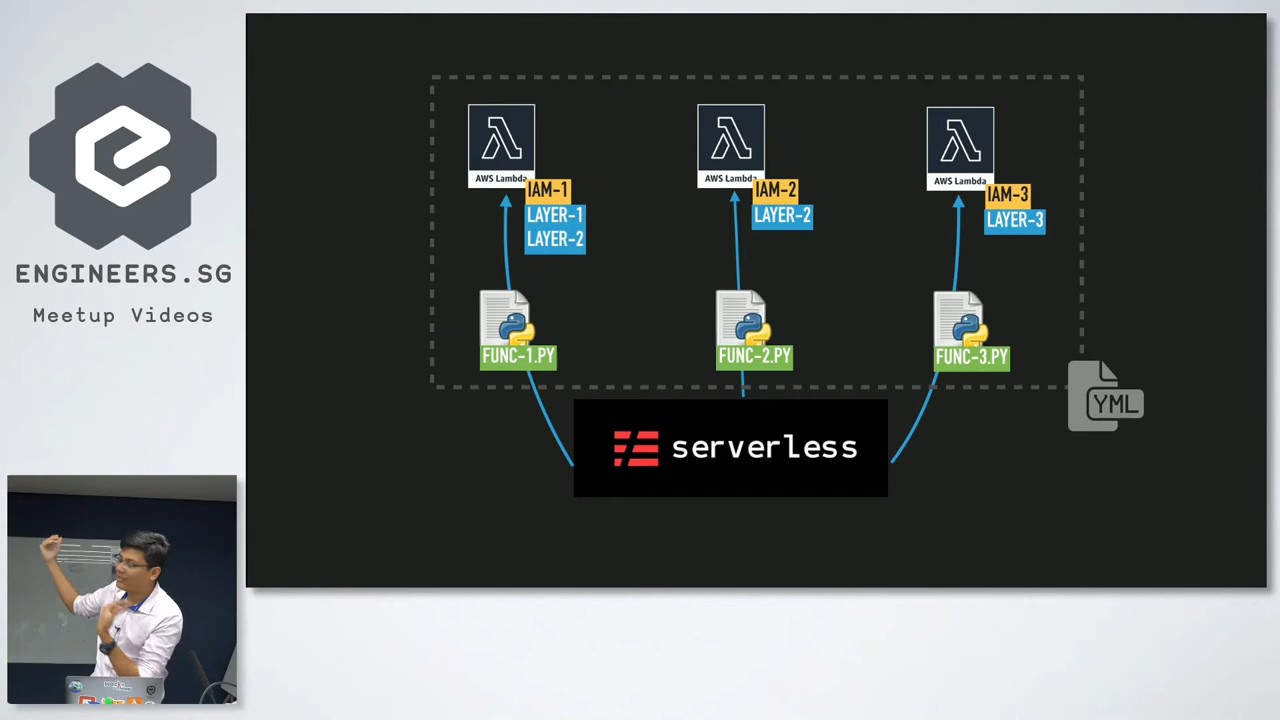 ENGINEERS.SG
Meetup Videos
AWS Lambda
IAM-1
LAYER-1
LAYER-2
AWS Lambda
IAM-2
LAYER-2
AWS Lambda
IAM-3
LAYER-3
FUNC-1.PY
FUNC-2.PY
FUNC-3.PY
YML
serverless